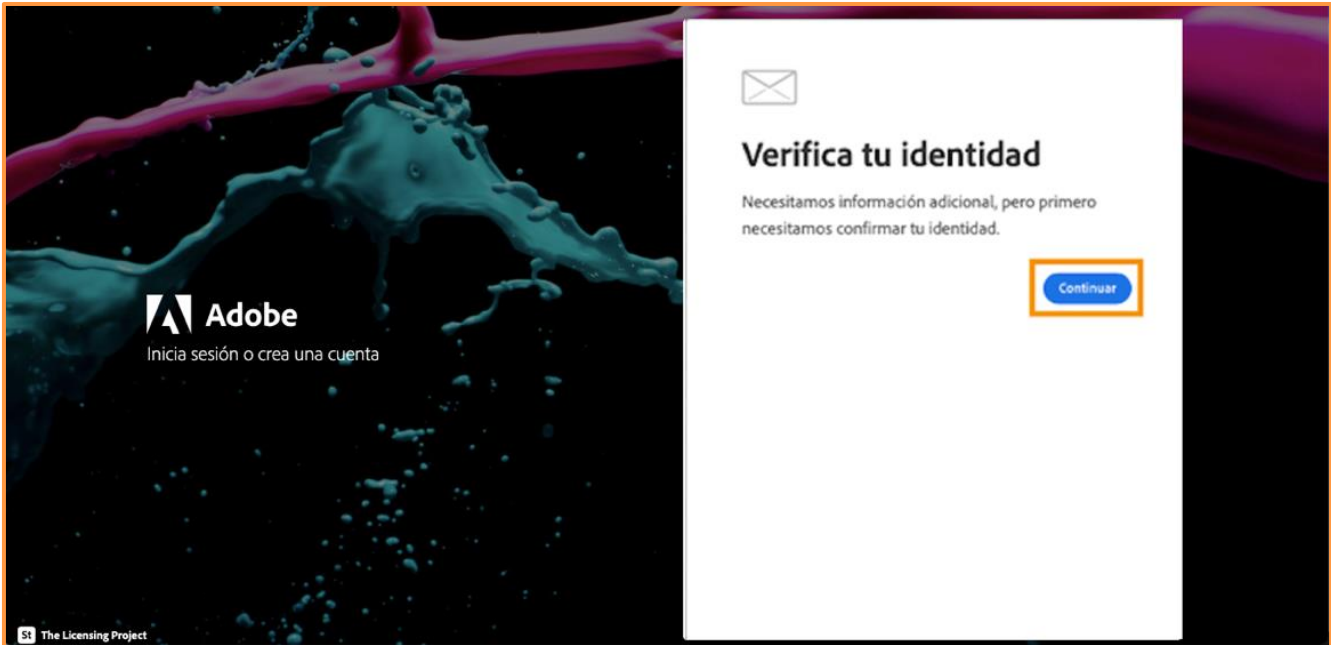 Adobe
Inicia sesión o crea una cuenta
St The Licensing Project
Verifica tu identidad
Necesitamos información adicional, pero primero
necesitamos confirmar tu identidad.
Continuar